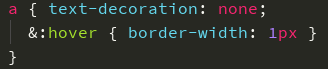 a { text-decoration: none;
  &:hover { border-width: 1px }
}